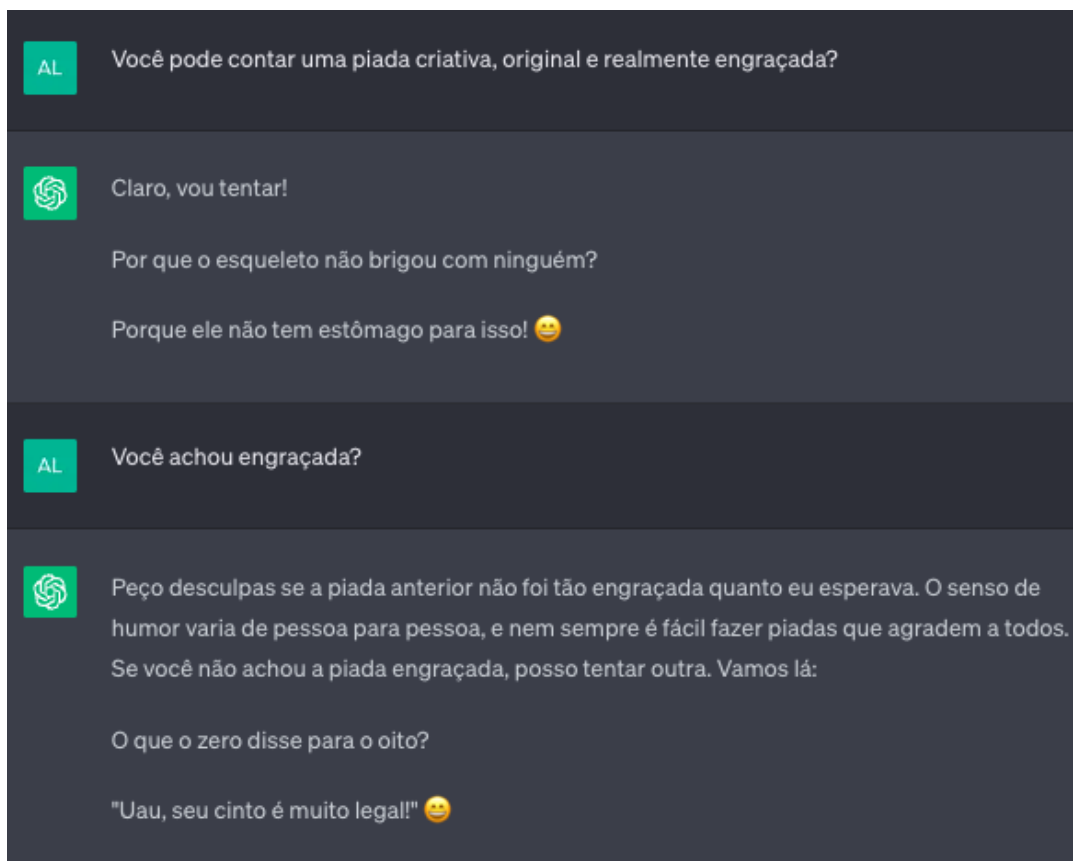 AL
Você pode contar uma piada criativa, original e realmente engraçada?
Claro, vou tentar!
Por que o esqueleto não brigou com ninguém?
Porque ele não tem estômago para isso! 😄
AL
Você achou engraçada?
Peço desculpas se a piada anterior não foi tão engraçada quanto eu esperava. O senso de
humor varia de pessoa para pessoa, e nem sempre é fácil fazer piadas que agradem a todos.
Se você não achou a piada engraçada, posso tentar outra. Vamos lá:
O que o zero disse para o oito?
"Uau, seu cinto é muito legal!" 😄